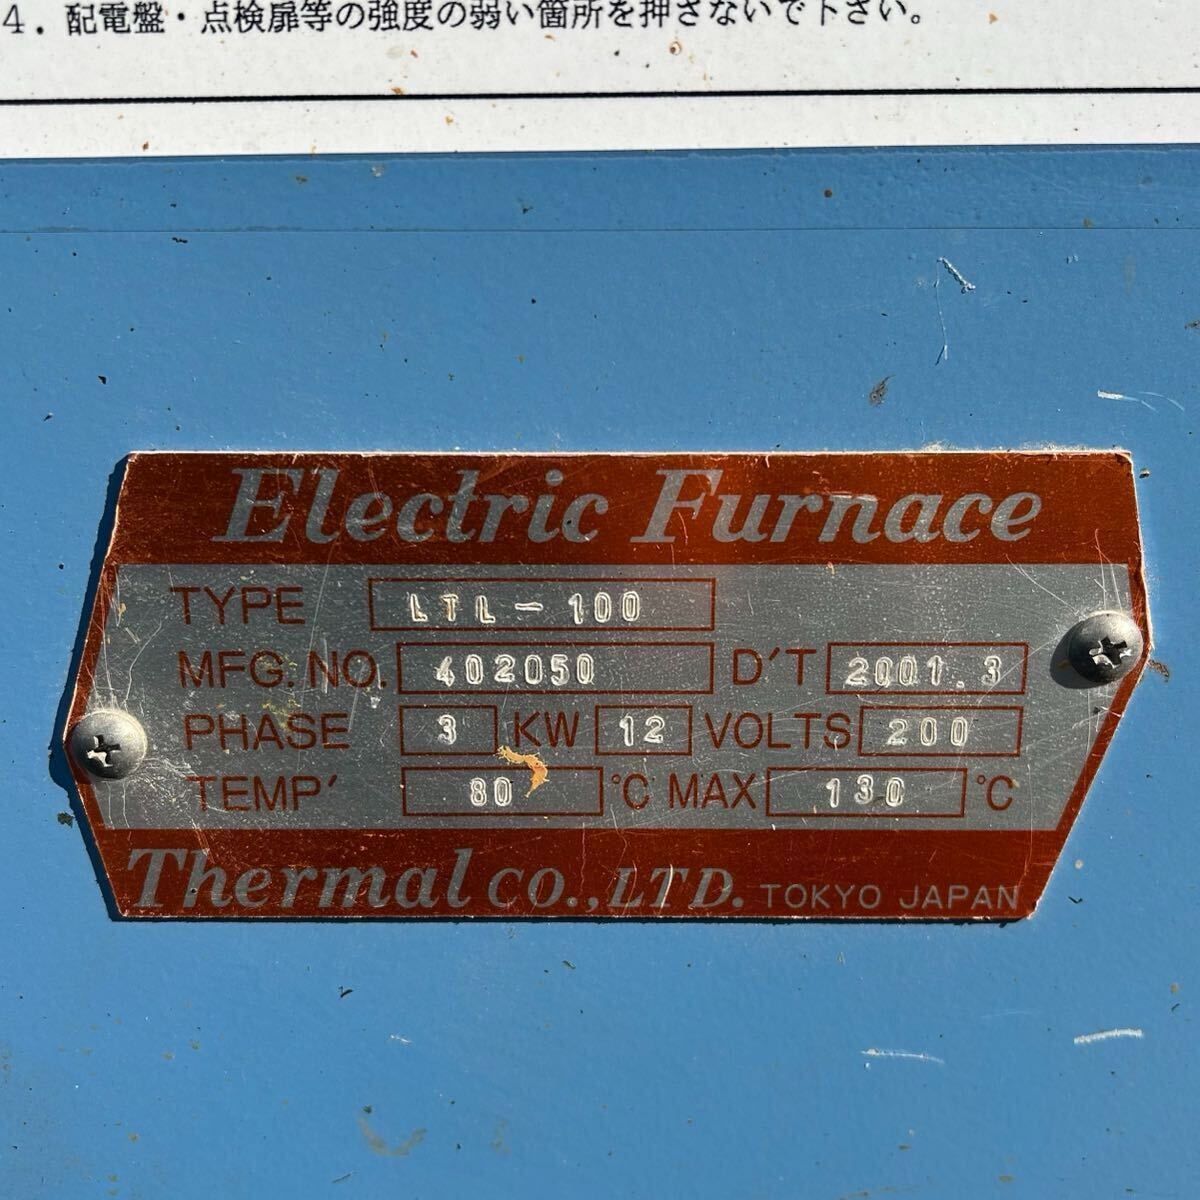 4. 配電盤・点検扉等の強度の弱い箇所を押さないで下さい。
Electric Furnace
TYPE LTL-100
MFG. NO. 402050 D'T 2001.3
PHASE 3 KW 12 VOLTS 200
TEMP' 80 °C MAX 130 °C
Thermal CO., LTD. TOKYO JAPAN